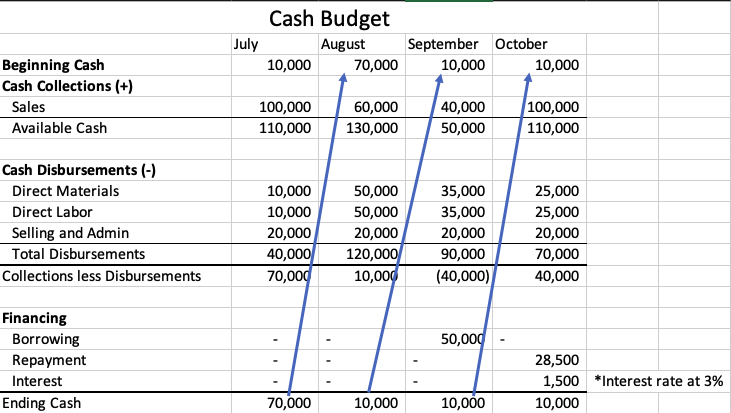 Cash Budget
July August September October
Beginning Cash 10,000 70,000 10,000 10,000
Cash Collections (+)
Sales 100,000 60,000 40,000 100,000
Available Cash 110,000 130,000 50,000 110,000
Cash Disbursements (-)
Direct Materials 10,000 50,000 35,000 25,000
Direct Labor 10,000 50,000 35,000 25,000
Selling and Admin 20,000 20,000 20,000 20,000
Total Disbursements 40,000 120,000 90,000 70,000
Collections less Disbursements 70,000 10,000 (40,000) 40,000
Financing
Borrowing - - 50,000 -
Repayment - - - 28,500
Interest - - - 1,500 *Interest rate at 3%
Ending Cash 70,000 10,000 10,000 10,000